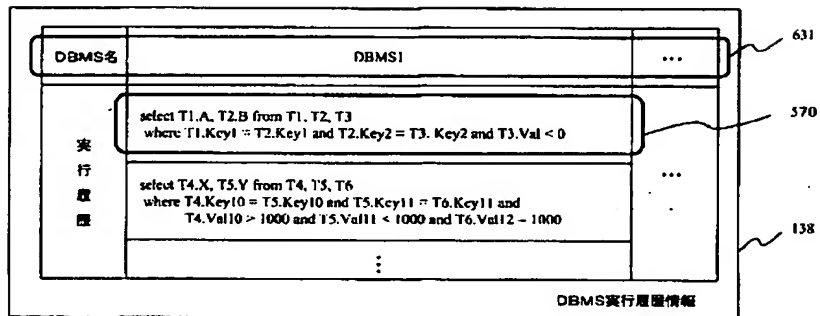 DBMS名 DBMS1 ...
631
実行履歴
select T1.A, T2.B from T1, T2, T3
where T1.Key1 = T2.Key1 and T2.Key2 = T3. Key2 and T3.Val < 0
570
...
select T4.X, T5.Y from T4, T5, T6
where T4.Key10 = T5.Key10 and T5.Key11 = T6.Key11 and
T4.Val10 > 1000 and T5.Val11 < 1000 and T6.Val12 = 1000
138
⋮
DBMS実行履歴情報